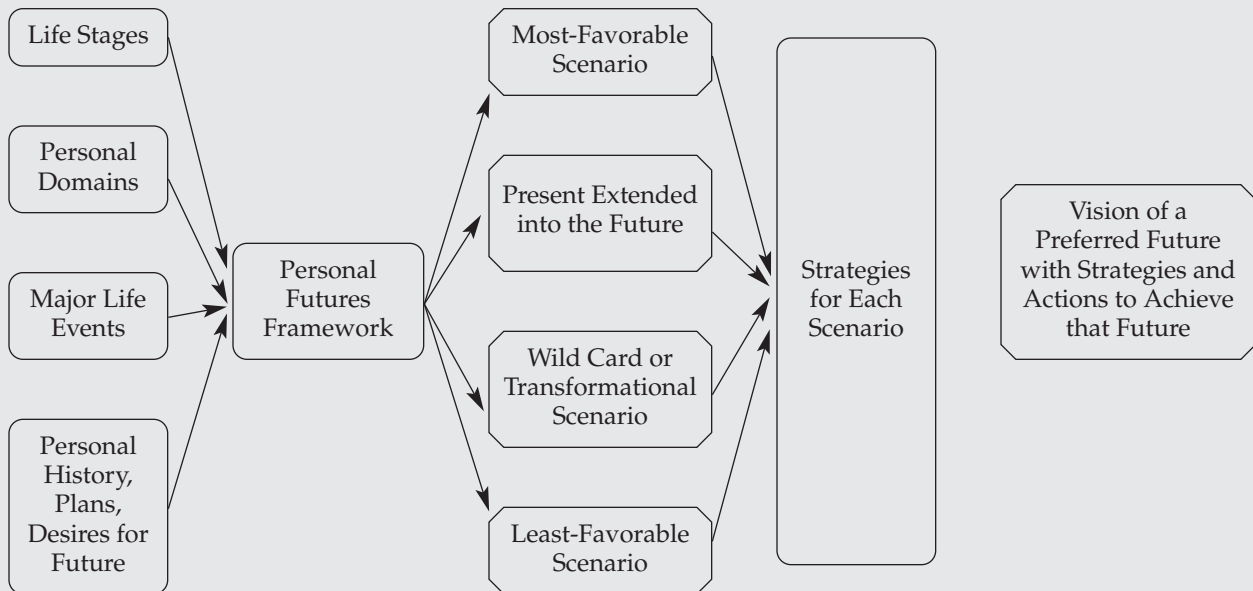 Life Stages
Personal
Domains
Major Life
Events
Personal
History,
Plans,
Desires for
Future
Personal
Futures
Framework
Most-Favorable
Scenario
Present Extended
into the Future
Wild Card or
Transformational
Scenario
Least-Favorable
Scenario
Strategies
for Each
Scenario
Vision of a
Preferred Future
with Strategies and
Actions to Achieve
that Future